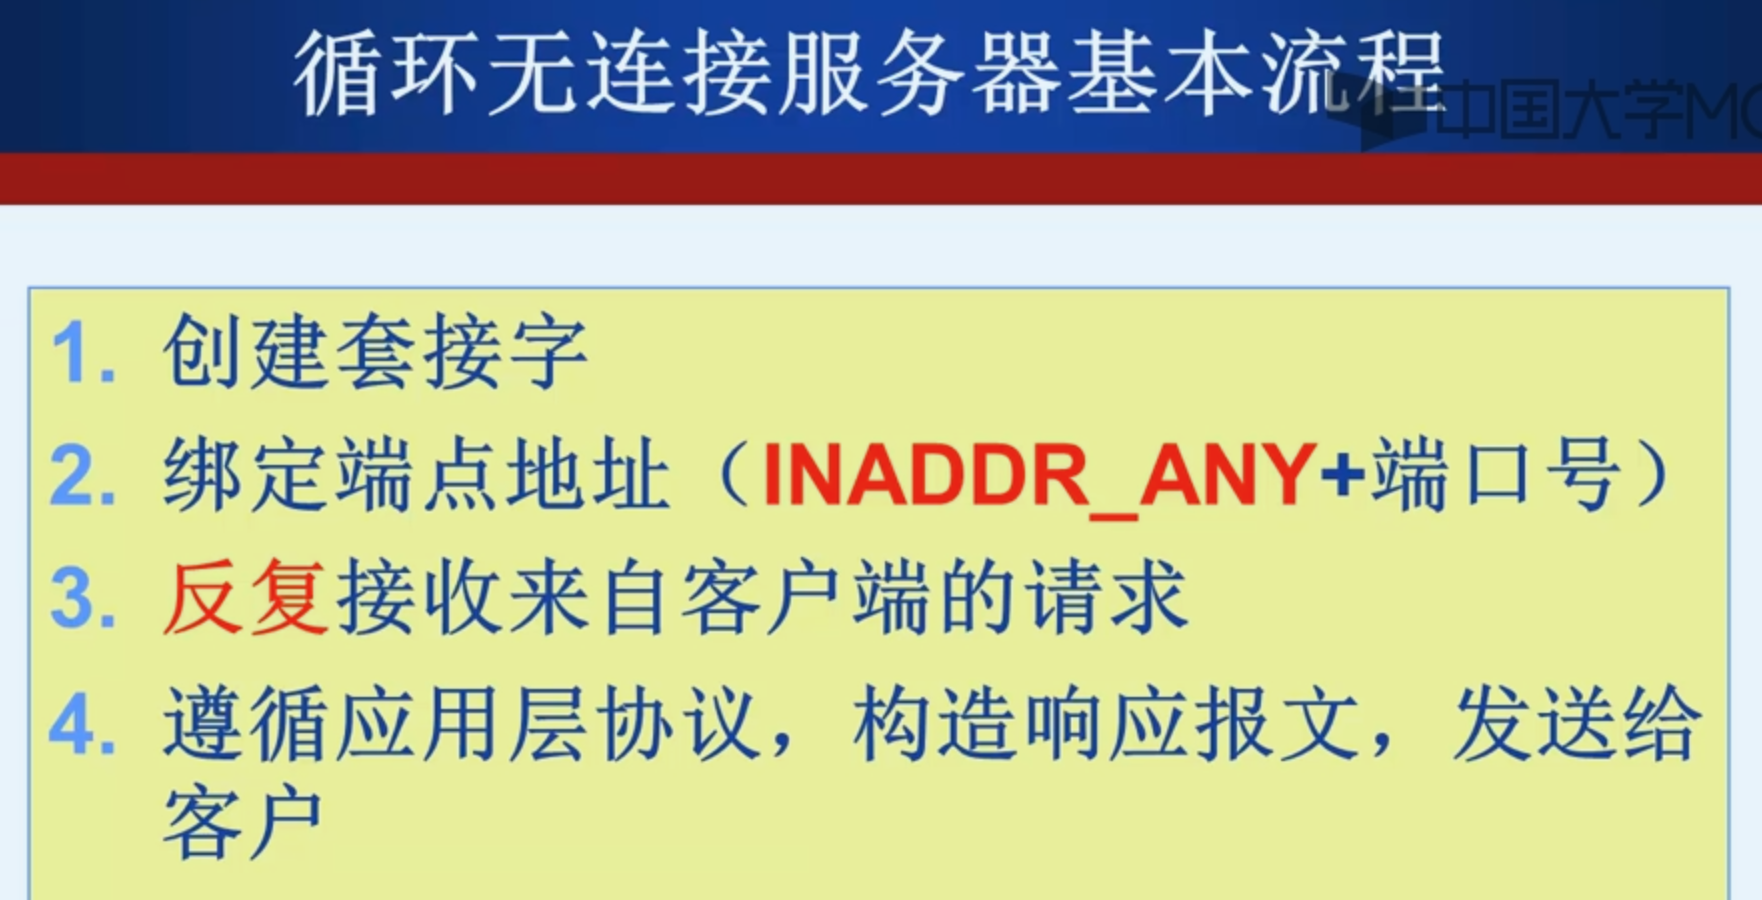 循环无连接服务器基本流程
中国大学MO
1. 创建套接字
2. 绑定端点地址（INADDR_ANY+端口号）
3. 反复接收来自客户端的请求
4. 遵循应用层协议，构造响应报文，发送给
客户